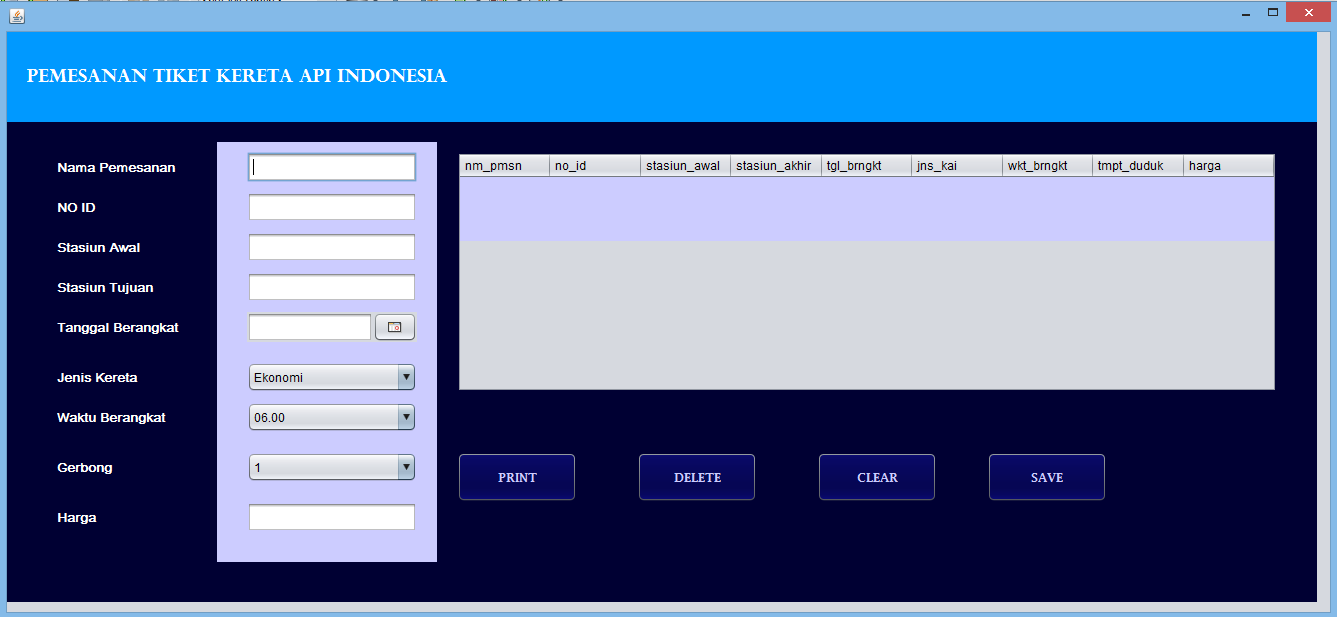 PEMESANAN TIKET KERETA API INDONESIA
Nama Pemesanan
NO ID
Stasiun Awal
Stasiun Tujuan
Tanggal Berangkat
Jenis Kereta Ekonomi
Waktu Berangkat 06.00
Gerbong 1
Harga
nm_pmsn no_id stasiun_awal stasiun_akhir tgl_brngkt jns_kai wkt_brngkt tmpt_duduk harga
PRINT DELETE CLEAR SAVE